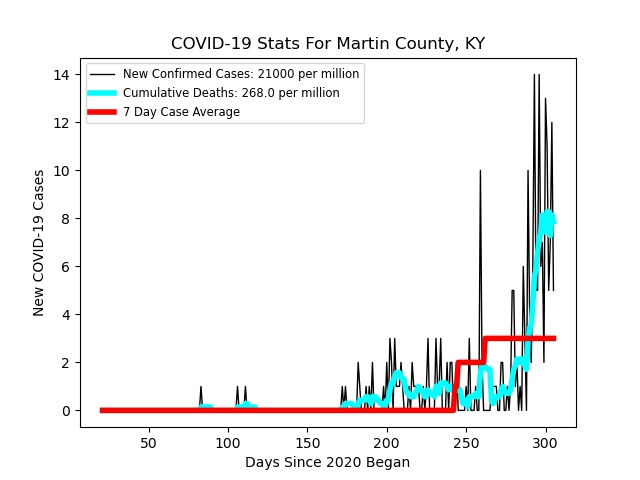 COVID-19 Stats For Martin County, KY
New Confirmed Cases: 21000 per million
Cumulative Deaths: 268.0 per million
7 Day Case Average
New COVID-19 Cases
14
12
10
8
6
4
2
0
50 100 150 200 250 300
Days Since 2020 Began